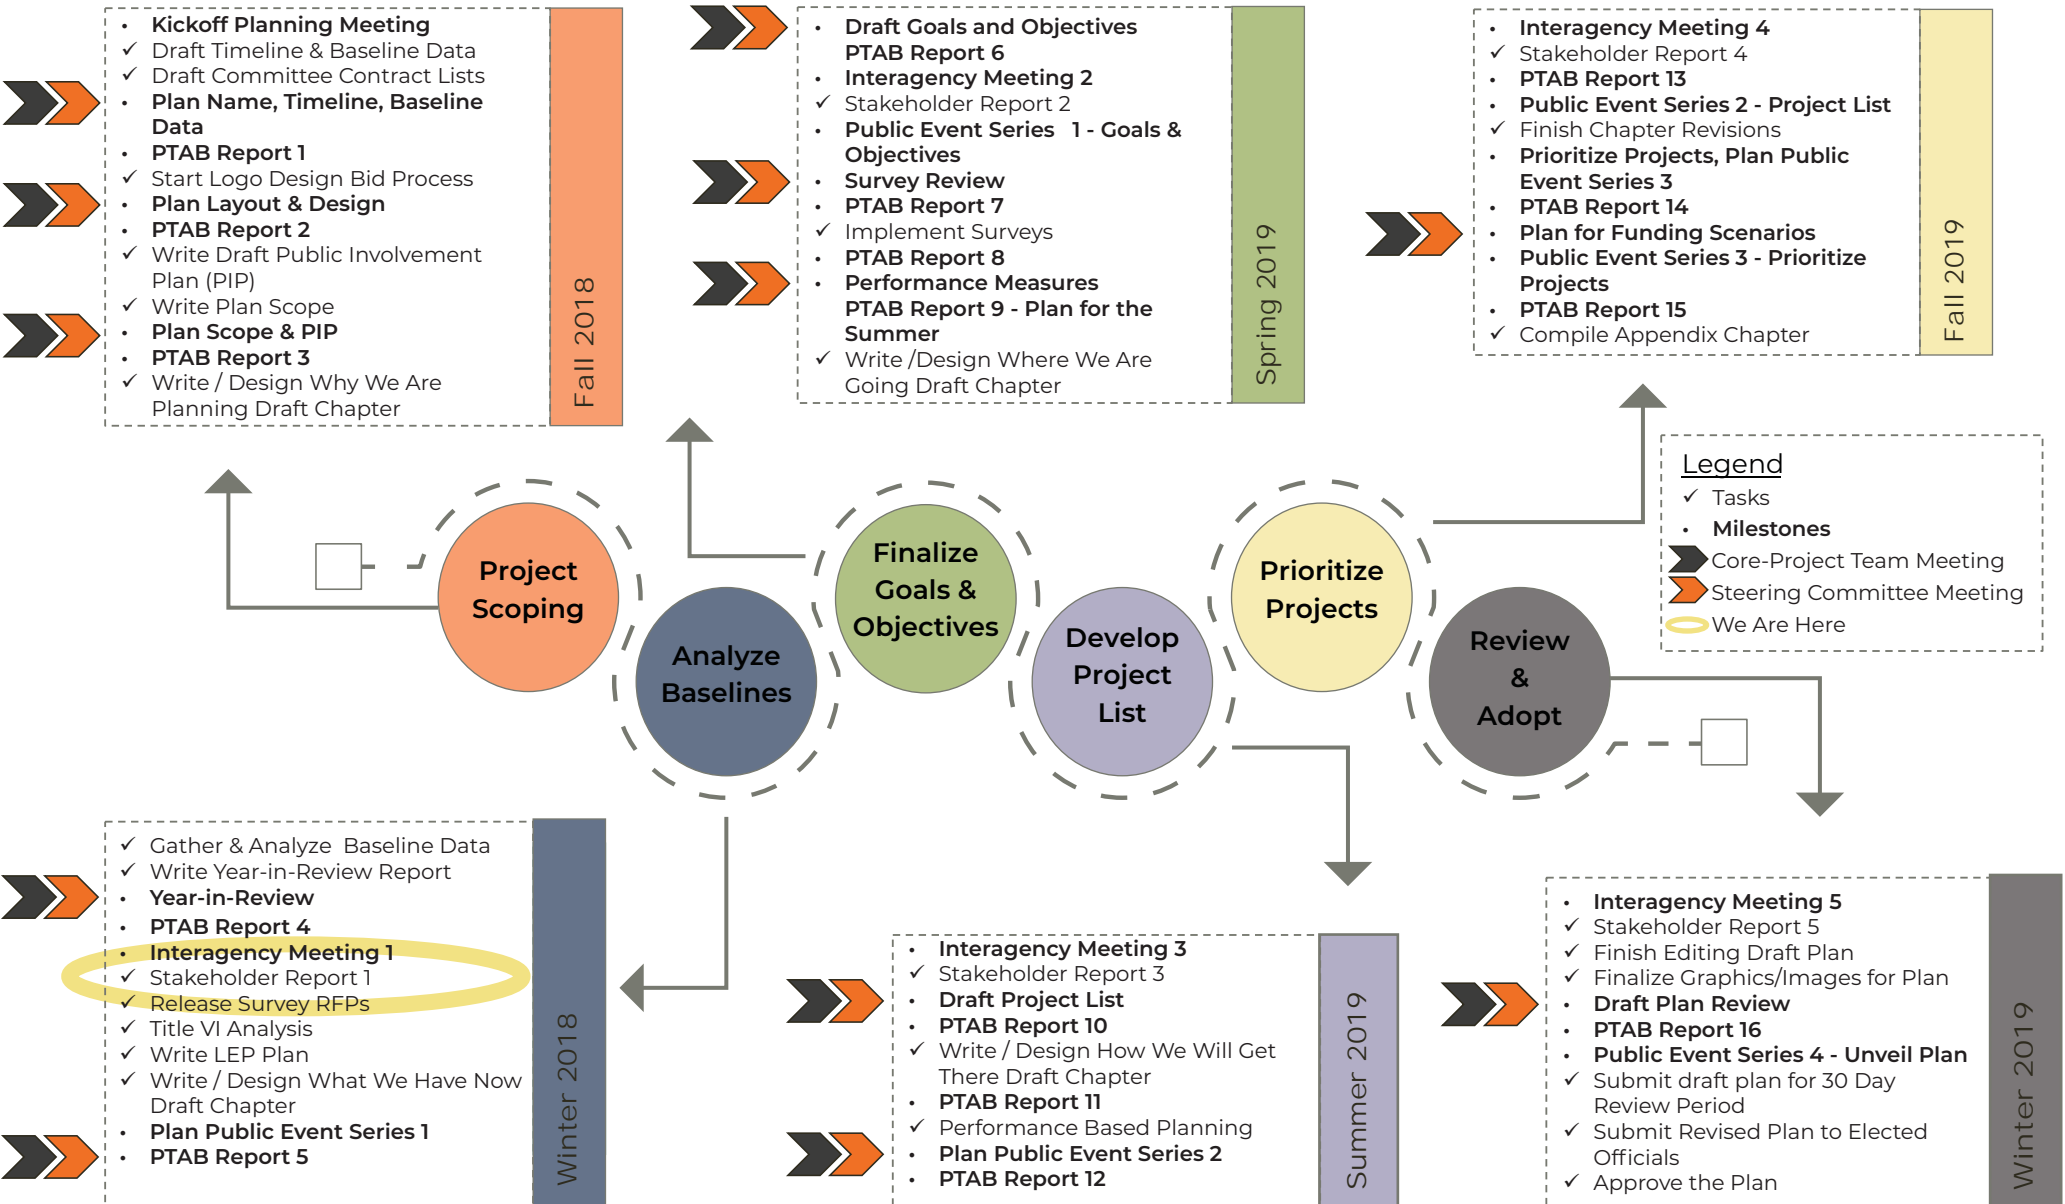 • Kickoff Planning Meeting
✓ Draft Timeline & Baseline Data
✓ Draft Committee Contract Lists
• Plan Name, Timeline, Baseline
Data
• PTAB Report 1
✓ Start Logo Design Bid Process
• Plan Layout & Design
• PTAB Report 2
✓ Write Draft Public Involvement
Plan (PIP)
✓ Write Plan Scope
• Plan Scope & PIP
• PTAB Report 3
✓ Write / Design Why We Are
Planning Draft Chapter
Fall 2018
• Draft Goals and Objectives
PTAB Report 6
• Interagency Meeting 2
✓ Stakeholder Report 2
• Public Event Series 1 - Goals &
Objectives
• Survey Review
• PTAB Report 7
✓ Implement Surveys
• PTAB Report 8
• Performance Measures
PTAB Report 9 - Plan for the
Summer
✓ Write /Design Where We Are
Going Draft Chapter
Spring 2019
• Interagency Meeting 4
✓ Stakeholder Report 4
• PTAB Report 13
• Public Event Series 2 - Project List
✓ Finish Chapter Revisions
• Prioritize Projects, Plan Public
Event Series 3
• PTAB Report 14
• Plan for Funding Scenarios
• Public Event Series 3 - Prioritize
Projects
• PTAB Report 15
✓ Compile Appendix Chapter
Fall 2019
Legend
✓ Tasks
• Milestones
Core-Project Team Meeting
Steering Committee Meeting
We Are Here
Project
Scoping
Analyze
Baselines
Finalize
Goals &
Objectives
Develop
Project
List
Prioritize
Projects
Review
&
Adopt
✓ Gather & Analyze Baseline Data
✓ Write Year-in-Review Report
• Year-in-Review
• PTAB Report 4
• Interagency Meeting 1
✓ Stakeholder Report 1
✓ Release Survey RFPs
✓ Title VI Analysis
✓ Write LEP Plan
✓ Write / Design What We Have Now
Draft Chapter
• Plan Public Event Series 1
• PTAB Report 5
Winter 2018
• Interagency Meeting 3
✓ Stakeholder Report 3
• Draft Project List
• PTAB Report 10
✓ Write / Design How We Will Get
There Draft Chapter
• PTAB Report 11
✓ Performance Based Planning
• Plan Public Event Series 2
• PTAB Report 12
Summer 2019
• Interagency Meeting 5
✓ Stakeholder Report 5
✓ Finish Editing Draft Plan
✓ Finalize Graphics/Images for Plan
• Draft Plan Review
• PTAB Report 16
• Public Event Series 4 - Unveil Plan
✓ Submit draft plan for 30 Day
Review Period
✓ Submit Revised Plan to Elected
Officials
✓ Approve the Plan
Winter 2019